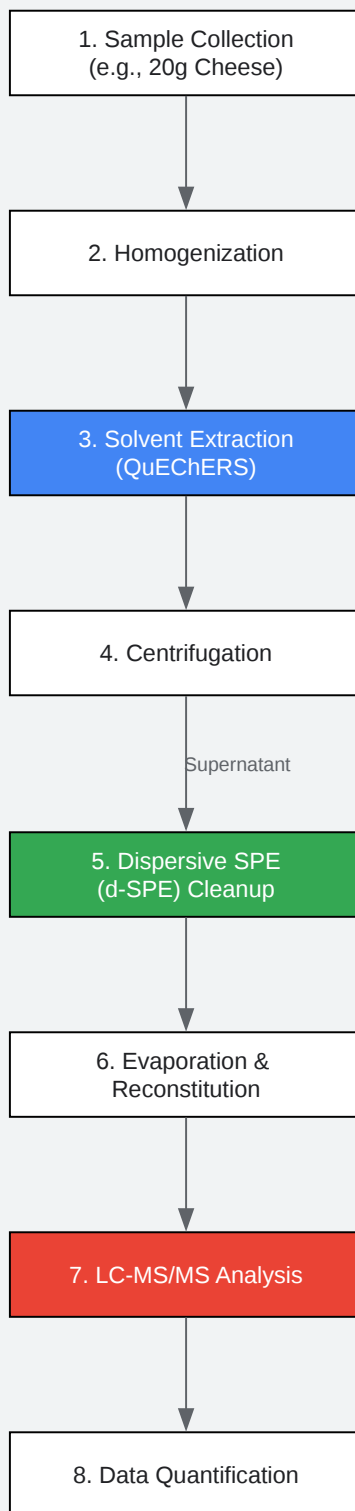 1. Sample Collection
(e.g., 20g Cheese)
2. Homogenization
3. Solvent Extraction
(QuEChERS)
4. Centrifugation
Supernatant
5. Dispersive SPE
(d-SPE) Cleanup
6. Evaporation &
Reconstitution
7. LC-MS/MS Analysis
8. Data Quantification